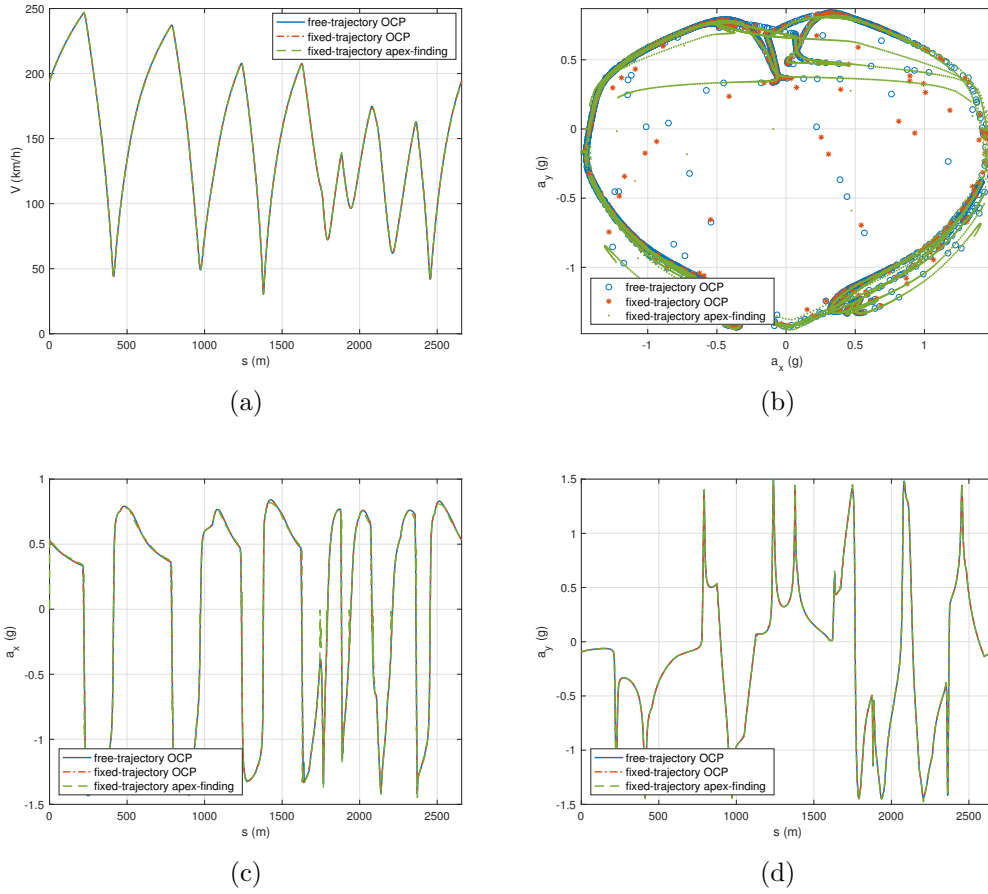 250
200
150
100
50
0
V (km/h)
0
500
1000
1500
2000
2500
s (m)
free-trajectory OCP
fixed-trajectory OCP
fixed-trajectory apex-finding
(a)
0.5
0
-0.5
-1
a_y (g)
-1
-0.5
0
0.5
1
a_x (g)
free-trajectory OCP
fixed-trajectory OCP
fixed-trajectory apex-finding
(b)
1
0.5
0
-0.5
-1
-1.5
a_x (g)
0
500
1000
1500
2000
2500
s (m)
free-trajectory OCP
fixed-trajectory OCP
fixed-trajectory apex-finding
(c)
1.5
1
0.5
0
-0.5
-1
-1.5
a_y (g)
0
500
1000
1500
2000
2500
s (m)
free-trajectory OCP
fixed-trajectory OCP
fixed-trajectory apex-finding
(d)